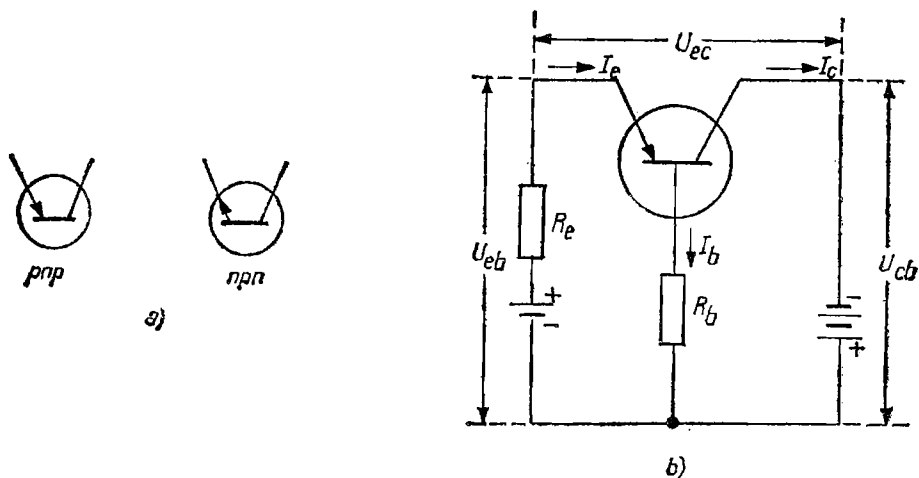 pnp
npn
a)
U_ec
I_e
I_c
U_eb
R_e
+
-
I_b
R_b
U_cb
-
+
b)